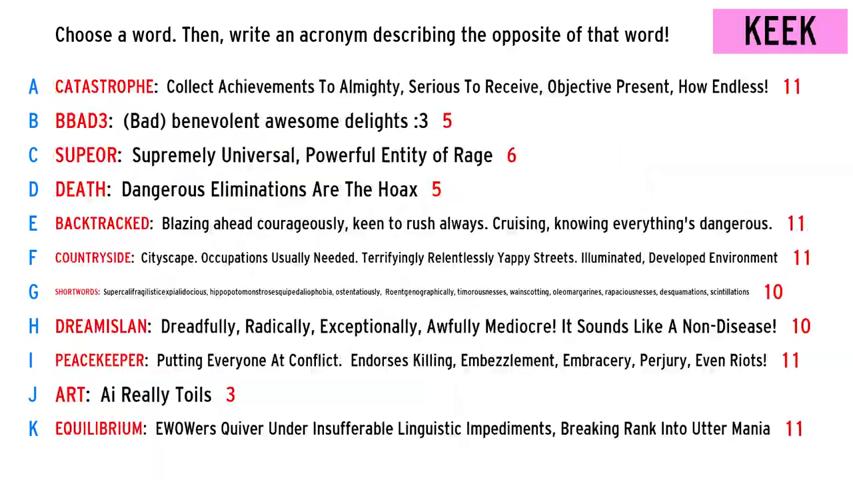 Choose a word. Then, write an acronym describing the opposite of that word!
KEEK
A CATASTROPHE: Collect Achievements To Almighty, Serious To Receive, Objective Present, How Endless! 11
B BBAD3: (Bad) benevolent awesome delights :3 5
C SUPEOR: Supremely Universal, Powerful Entity of Rage 6
D DEATH: Dangerous Eliminations Are The Hoax 5
E BACKTRACKED: Blazing ahead courageously, keen to rush always. Cruising, knowing everything's dangerous. 11
F COUNTRYSIDE: Cityscape. Occupations Usually Needed. Terrifyingly Relentlessly Yappy Streets. Illuminated, Developed Environment 11
G SHORTWORDS: Supercalifragilisticexpialidocious, hippopotomonstrosesquipedaliophobia, ostentatiously, Roentgenographically, timorousnesses, wainscotting, oleomargarines, rapaciousnesses, desquamations, scintillations 10
H DREAMISLAN: Dreadfully, Radically, Exceptionally, Awfully Mediocre! It Sounds Like A Non-Disease! 10
I PEACEKEEPER: Putting Everyone At Conflict. Endorses Killing, Embezzlement, Embracery, Perjury, Even Riots! 11
J ART: Ai Really Toils 3
K EQUILIBRIUM: EWOWers Quiver Under Insufferable Linguistic Impediments, Breaking Rank Into Utter Mania 11